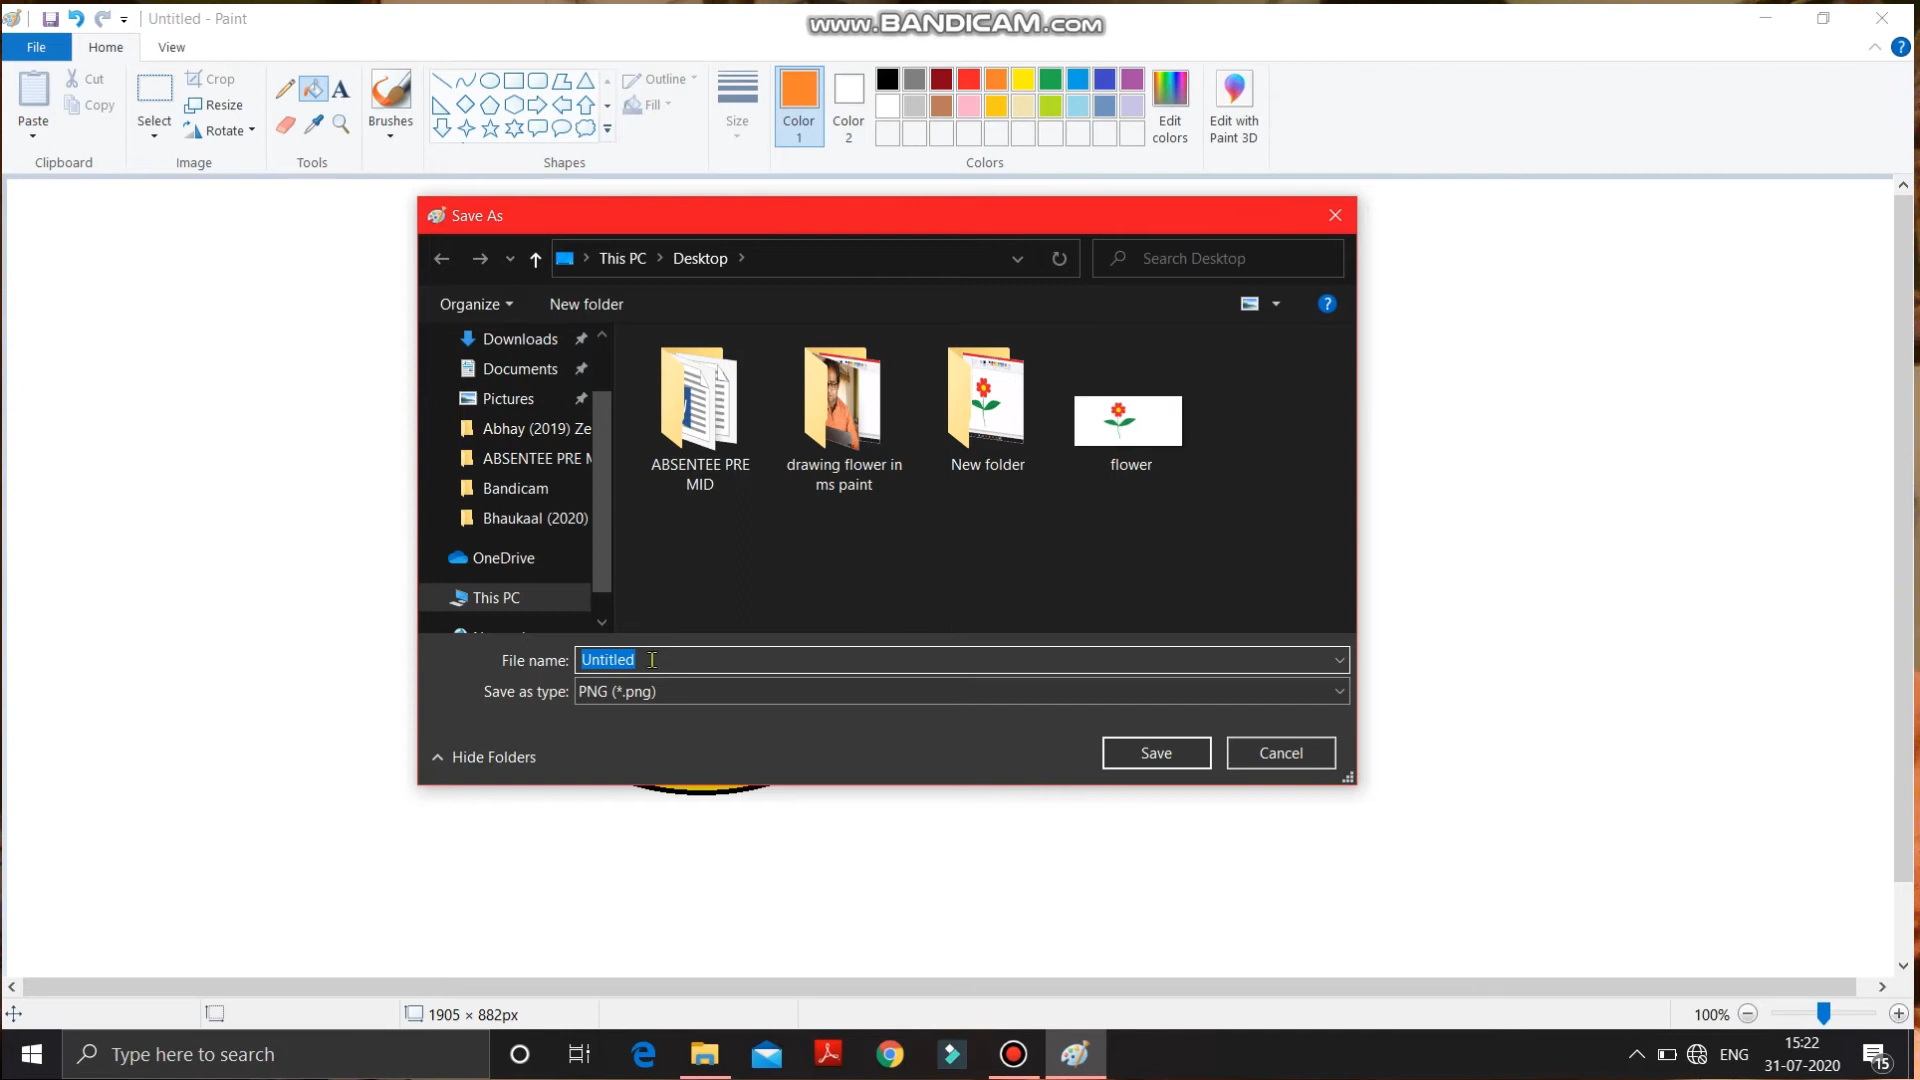 Untitled - Paint
www.BANDICAM.com
File
Home
View
Paste
Cut
Copy
Clipboard
Select
Crop
Resize
Rotate
Image
A
Tools
Brushes
Outline
Fill
Shapes
Size
Color
1
Color
2
Edit
colors
Colors
Edit with
Paint 3D
Save As
This PC
Desktop
Search Desktop
Organize
New folder
Downloads
Documents
Pictures
Abhay (2019) Ze
ABSENTEE PRE M
Bandicam
Bhaukaal (2020)
OneDrive
This PC
ABSENTEE PRE
MID
drawing flower in
ms paint
New folder
flower
File name: Untitled
Save as type: PNG (*.png)
Hide Folders
Save
Cancel
1905 × 882px
100%
Type here to search
ENG
15:22
31-07-2020
15